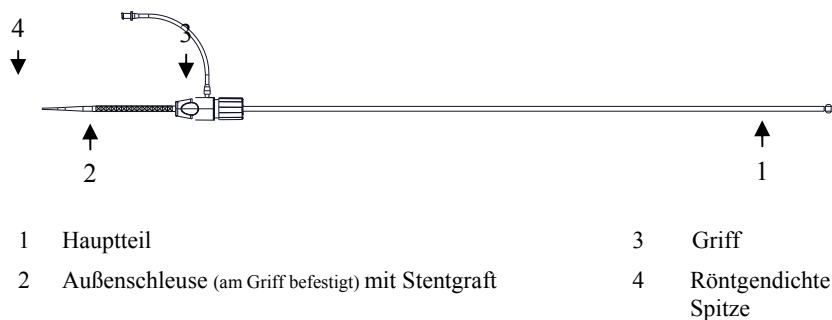 4
3
2
1
1 Hauptteil
3 Griff
2 Außenschleuse (am Griff befestigt) mit Stentgraft
4 Röntgendichte
Spitze